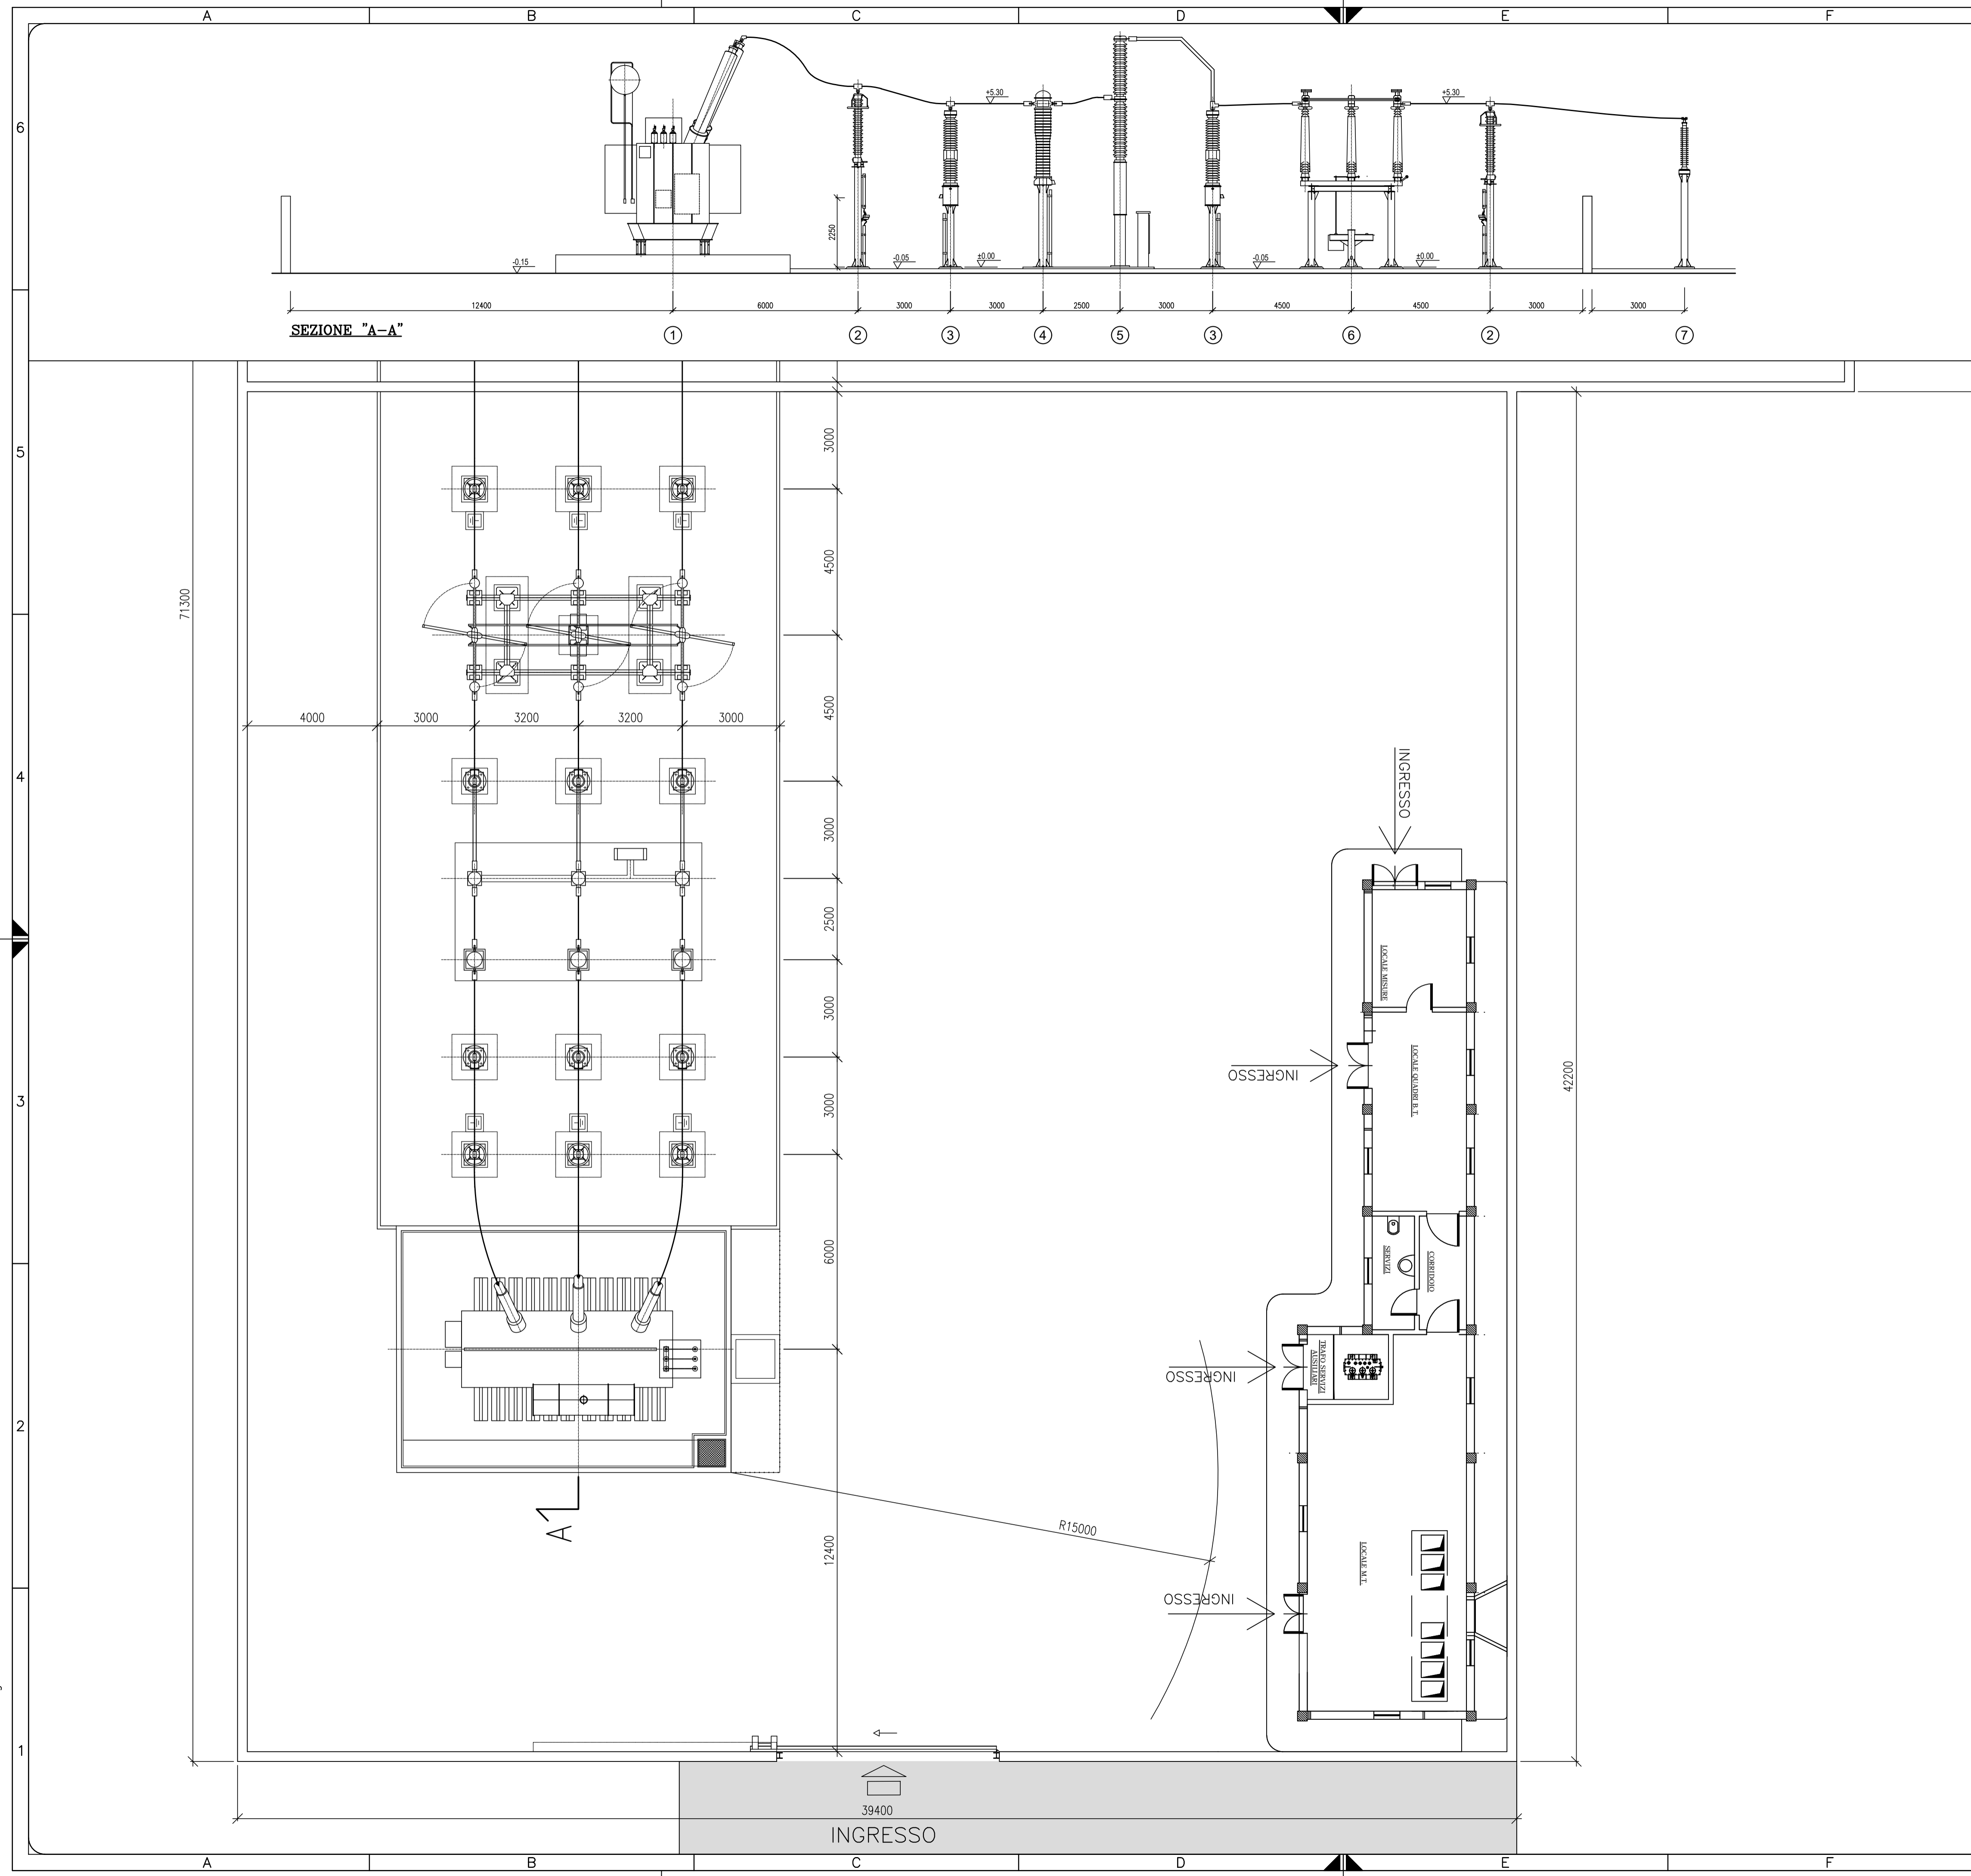 A B C D E F
6
+5.30 +5.30
2250
-0.15 -0.05 ±0.00 -0.05 ±0.00
12400 6000 3000 3000 2500 3000 4500 4500 3000 3000
SEZIONE "A-A"
1 2 3 4 5 3 6 2 7
5
3000
4500
71300
4000 3000 3200 3200 3000
4500
4
INGRESSO
3000
2500
LOCALE MISURE
3000
INGRESSO
LOCALE QUADRI B.T.
42200
3
3000
6000
SERVIZI
CORRIDOIO
INGRESSO
TRAFO SERVIZI
AUSILIARI
2
A
R15000
12400
LOCALE M.T.
INGRESSO
1
39400
INGRESSO
A B C D E F